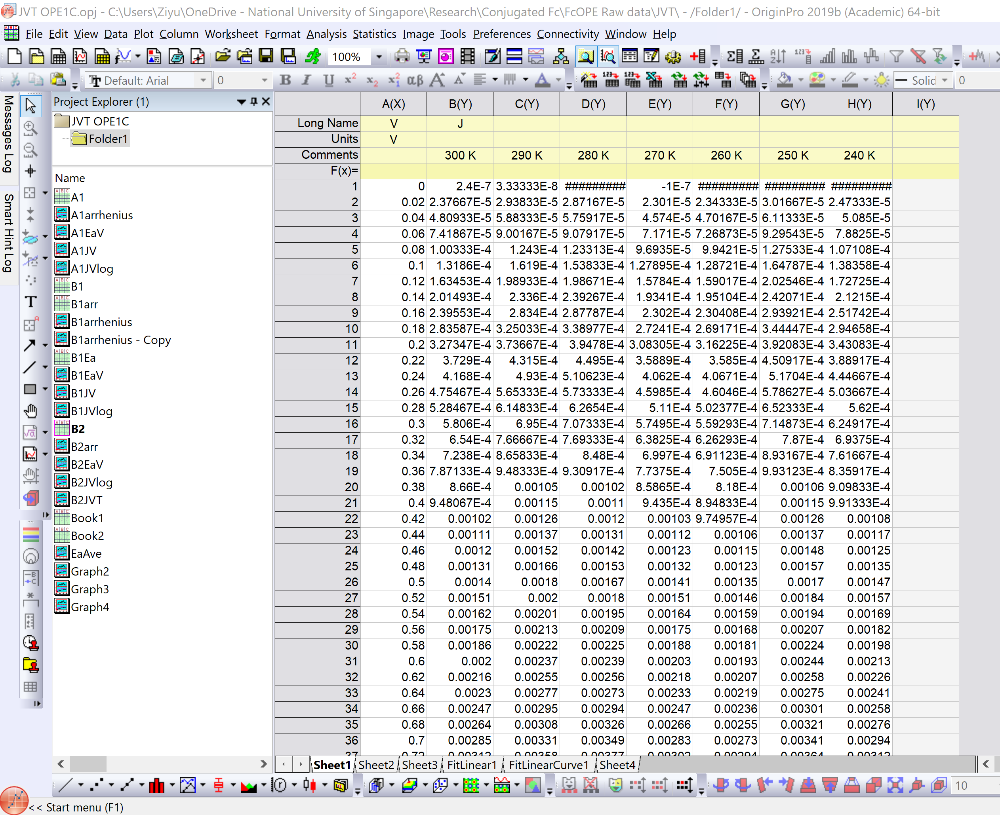 JVT OPE1C.opj - C:\Users\Ziyu\OneDrive - National University of Singapore\Research\Conjugated Fc\FcOPE Raw data\JVT\ - /Folder1/ - OriginPro 2019b (Academic) 64-bit
File Edit View Data Plot Column Worksheet Format Analysis Statistics Image Tools Preferences Connectivity Window Help
100%
Default: Arial 0 B I U Solid 0
Messages Log
Smart Hint Log
Project Explorer (1)
JVT OPE1C
Folder1
Name
A1
A1arrhenius
A1EaV
A1JV
A1JVlog
B1
B1arr
B1arrhenius
B1arrhenius - Copy
B1Ea
B1EaV
B1JV
B1JVlog
B2
B2arr
B2EaV
B2JVlog
B2JVT
Book1
Book2
EaAve
Graph2
Graph3
Graph4
A(X) B(Y) C(Y) D(Y) E(Y) F(Y) G(Y) H(Y) I(Y)
Long Name V J
Units V
Comments 300 K 290 K 280 K 270 K 260 K 250 K 240 K
F(x)=
1 0 2.4E-7 3.33333E-8 ######### -1E-7 ######### ######### #########
2 0.02 2.37667E-5 2.93833E-5 2.87167E-5 2.301E-5 2.34333E-5 3.01667E-5 2.47333E-5
3 0.04 4.80933E-5 5.88333E-5 5.75917E-5 4.574E-5 4.70167E-5 6.11333E-5 5.085E-5
4 0.06 7.41867E-5 9.00167E-5 9.07917E-5 7.171E-5 7.26873E-5 9.29543E-5 7.8825E-5
5 0.08 1.00333E-4 1.243E-4 1.23313E-4 9.6935E-5 9.9421E-5 1.27533E-4 1.07108E-4
6 0.1 1.3186E-4 1.619E-4 1.53833E-4 1.27895E-4 1.28721E-4 1.64787E-4 1.38358E-4
7 0.12 1.63453E-4 1.98933E-4 1.98671E-4 1.5784E-4 1.59017E-4 2.02546E-4 1.72725E-4
8 0.14 2.01493E-4 2.336E-4 2.39267E-4 1.9341E-4 1.95104E-4 2.42071E-4 2.1215E-4
9 0.16 2.39553E-4 2.834E-4 2.87787E-4 2.302E-4 2.30408E-4 2.93921E-4 2.51742E-4
10 0.18 2.83587E-4 3.25033E-4 3.38977E-4 2.7241E-4 2.69171E-4 3.44447E-4 2.94658E-4
11 0.2 3.27347E-4 3.73667E-4 3.9478E-4 3.08305E-4 3.16225E-4 3.92083E-4 3.43083E-4
12 0.22 3.729E-4 4.315E-4 4.495E-4 3.5889E-4 3.585E-4 4.50917E-4 3.88917E-4
13 0.24 4.168E-4 4.93E-4 5.10623E-4 4.062E-4 4.0671E-4 5.1704E-4 4.44667E-4
14 0.26 4.75467E-4 5.65333E-4 5.73333E-4 4.5985E-4 4.6046E-4 5.78627E-4 5.03667E-4
15 0.28 5.28467E-4 6.14833E-4 6.2654E-4 5.11E-4 5.02377E-4 6.52333E-4 5.62E-4
16 0.3 5.806E-4 6.95E-4 7.07333E-4 5.7495E-4 5.59293E-4 7.14873E-4 6.24917E-4
17 0.32 6.54E-4 7.66667E-4 7.69333E-4 6.3825E-4 6.26293E-4 7.87E-4 6.9375E-4
18 0.34 7.238E-4 8.65833E-4 8.48E-4 6.997E-4 6.91123E-4 8.93167E-4 7.61667E-4
19 0.36 7.87133E-4 9.48333E-4 9.30917E-4 7.7375E-4 7.505E-4 9.93123E-4 8.35917E-4
20 0.38 8.66E-4 0.00105 0.00102 8.5865E-4 8.18E-4 0.00106 9.09833E-4
21 0.4 9.48067E-4 0.00115 0.0011 9.435E-4 8.94833E-4 0.00115 9.91333E-4
22 0.42 0.00102 0.00126 0.0012 0.00103 9.74957E-4 0.00126 0.00108
23 0.44 0.00111 0.00137 0.00131 0.00112 0.00106 0.00137 0.00117
24 0.46 0.0012 0.00152 0.00142 0.00123 0.00115 0.00148 0.00125
25 0.48 0.00131 0.00166 0.00153 0.00132 0.00123 0.00157 0.00135
26 0.5 0.0014 0.0018 0.00167 0.00141 0.00135 0.0017 0.00147
27 0.52 0.00151 0.002 0.0018 0.00151 0.00146 0.00184 0.00157
28 0.54 0.00162 0.00201 0.00195 0.00164 0.00159 0.00194 0.00169
29 0.56 0.00175 0.00213 0.00209 0.00175 0.00168 0.00207 0.00182
30 0.58 0.00186 0.00222 0.00225 0.00188 0.00181 0.00224 0.00198
31 0.6 0.002 0.00237 0.00239 0.00203 0.00193 0.00244 0.00213
32 0.62 0.00216 0.00255 0.00256 0.00218 0.00207 0.00258 0.00226
33 0.64 0.0023 0.00277 0.00273 0.00233 0.00219 0.00275 0.00241
34 0.66 0.00247 0.00295 0.00294 0.00247 0.00236 0.00301 0.00258
35 0.68 0.00264 0.00308 0.00326 0.00266 0.00255 0.00321 0.00276
36 0.7 0.00285 0.00331 0.00349 0.00283 0.00273 0.00341 0.00294
Sheet1 Sheet2 Sheet3 FitLinear1 FitLinearCurve1 Sheet4
10
<< Start menu (F1)